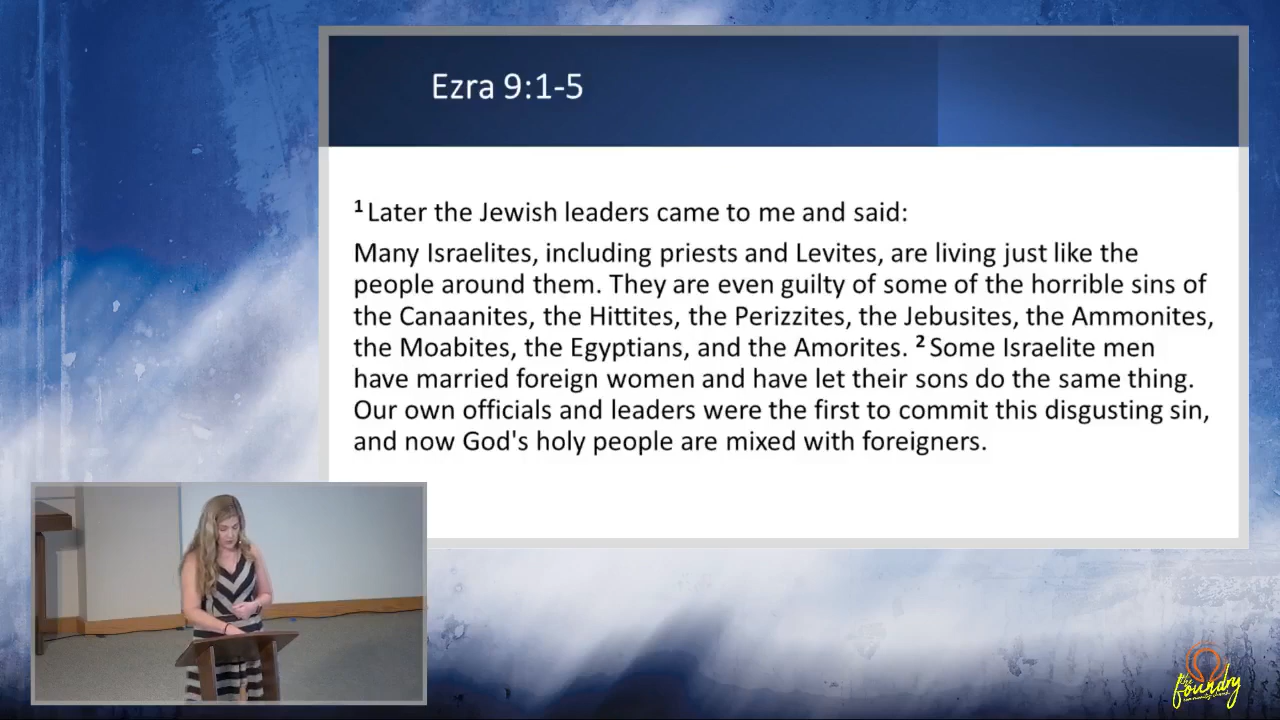 Ezra 9:1-5
¹ Later the Jewish leaders came to me and said:
Many Israelites, including priests and Levites, are living just like the
people around them. They are even guilty of some of the horrible sins of
the Canaanites, the Hittites, the Perizzites, the Jebusites, the Ammonites,
the Moabites, the Egyptians, and the Amorites. ² Some Israelite men
have married foreign women and have let their sons do the same thing.
Our own officials and leaders were the first to commit this disgusting sin,
and now God's holy people are mixed with foreigners.
the
foundry